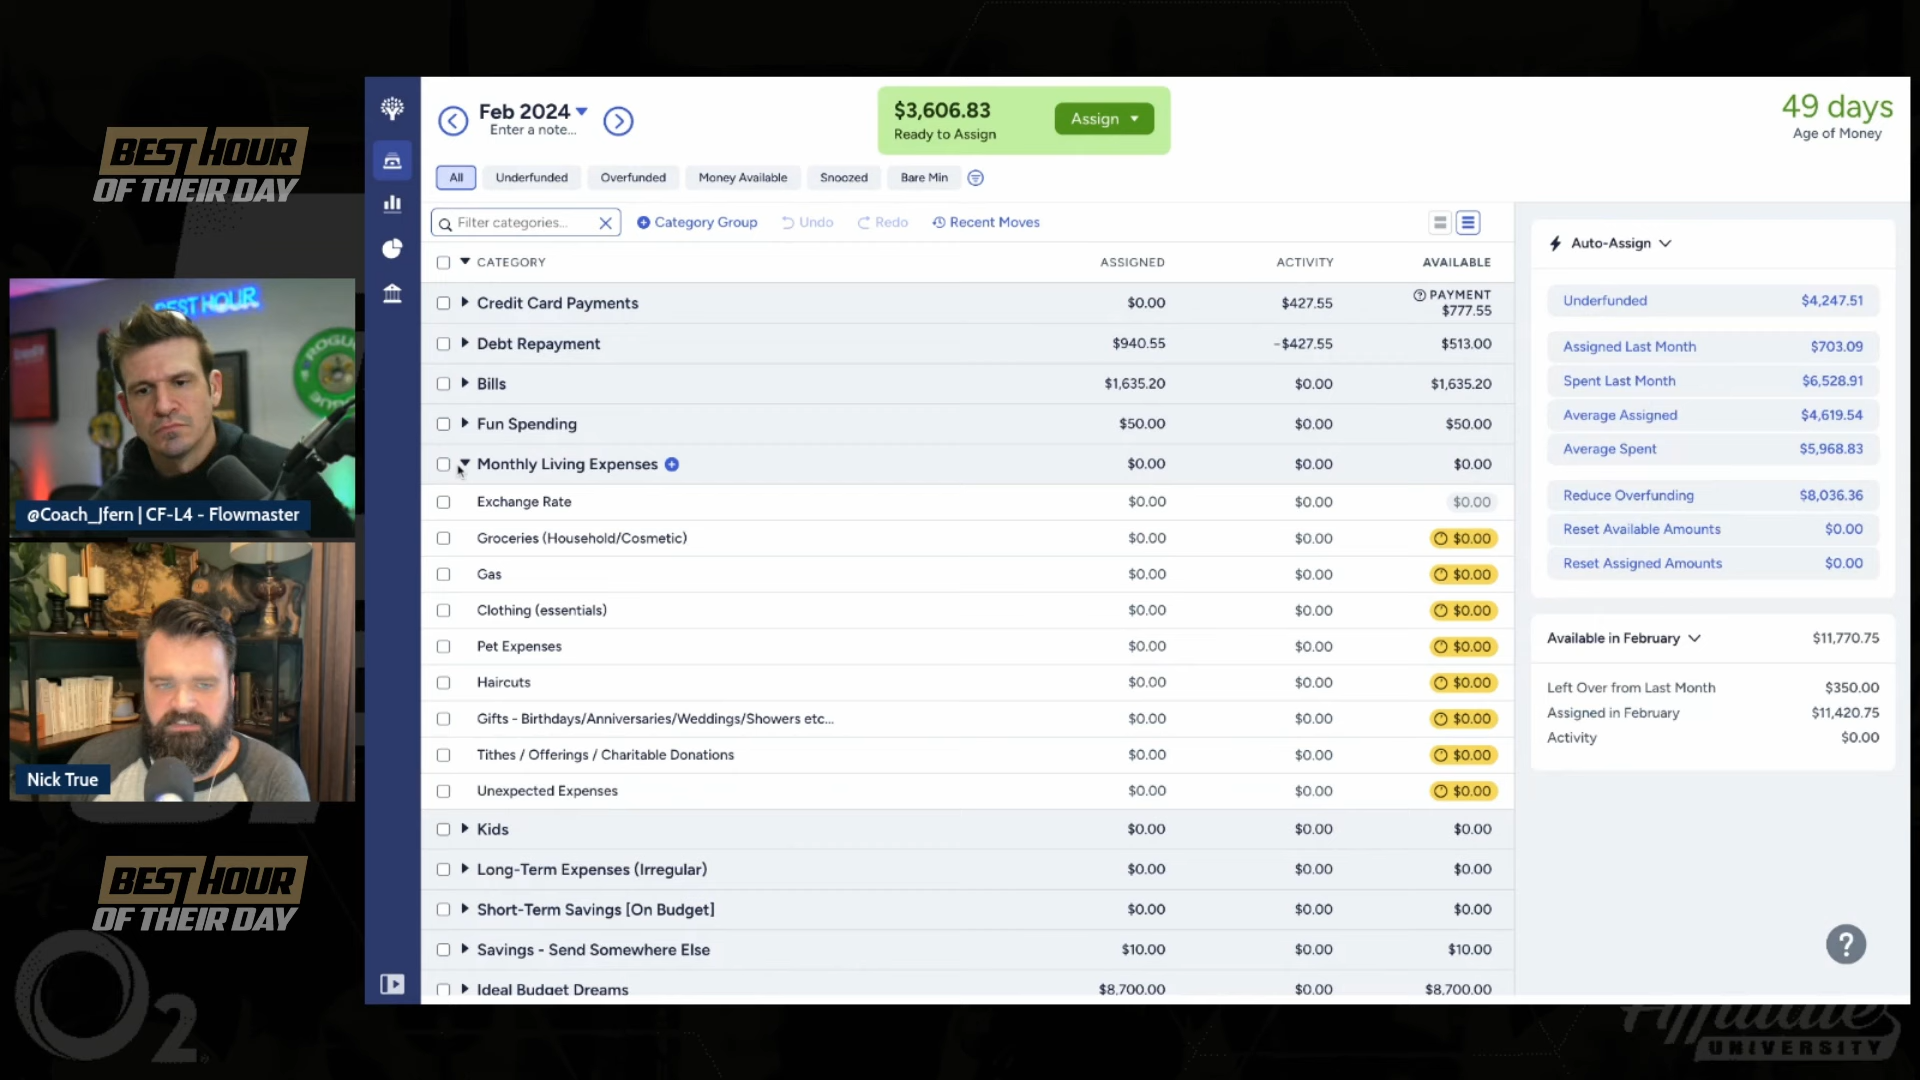 BEST HOUR
OF THEIR DAY
BEST HOUR
ROGUE
@Coach_Jfern | CF-L4 - Flowmaster
Nick True
BEST HOUR
OF THEIR DAY
O2
Feb 2024
Enter a note...
$3,606.83
Ready to Assign
Assign
49 days
Age of Money
All Underfunded Overfunded Money Available Snoozed Bare Min
Filter categories... Category Group Undo Redo Recent Moves
CATEGORY ASSIGNED ACTIVITY AVAILABLE
Credit Card Payments $0.00 $427.55 PAYMENT $777.55
Debt Repayment $940.55 -$427.55 $513.00
Bills $1,635.20 $0.00 $1,635.20
Fun Spending $50.00 $0.00 $50.00
Monthly Living Expenses $0.00 $0.00 $0.00
Exchange Rate $0.00 $0.00 $0.00
Groceries (Household/Cosmetic) $0.00 $0.00 $0.00
Gas $0.00 $0.00 $0.00
Clothing (essentials) $0.00 $0.00 $0.00
Pet Expenses $0.00 $0.00 $0.00
Haircuts $0.00 $0.00 $0.00
Gifts - Birthdays/Anniversaries/Weddings/Showers etc... $0.00 $0.00 $0.00
Tithes / Offerings / Charitable Donations $0.00 $0.00 $0.00
Unexpected Expenses $0.00 $0.00 $0.00
Kids $0.00 $0.00 $0.00
Long-Term Expenses (Irregular) $0.00 $0.00 $0.00
Short-Term Savings [On Budget] $0.00 $0.00 $0.00
Savings - Send Somewhere Else $10.00 $0.00 $10.00
Ideal Budget Dreams $8,700.00 $0.00 $8,700.00
Auto-Assign
Underfunded $4,247.51
Assigned Last Month $703.09
Spent Last Month $6,528.91
Average Assigned $4,619.54
Average Spent $5,968.83
Reduce Overfunding $8,036.36
Reset Available Amounts $0.00
Reset Assigned Amounts $0.00
Available in February $11,770.75
Left Over from Last Month $350.00
Assigned in February $11,420.75
Activity $0.00
?
Affiliate
UNIVERSITY